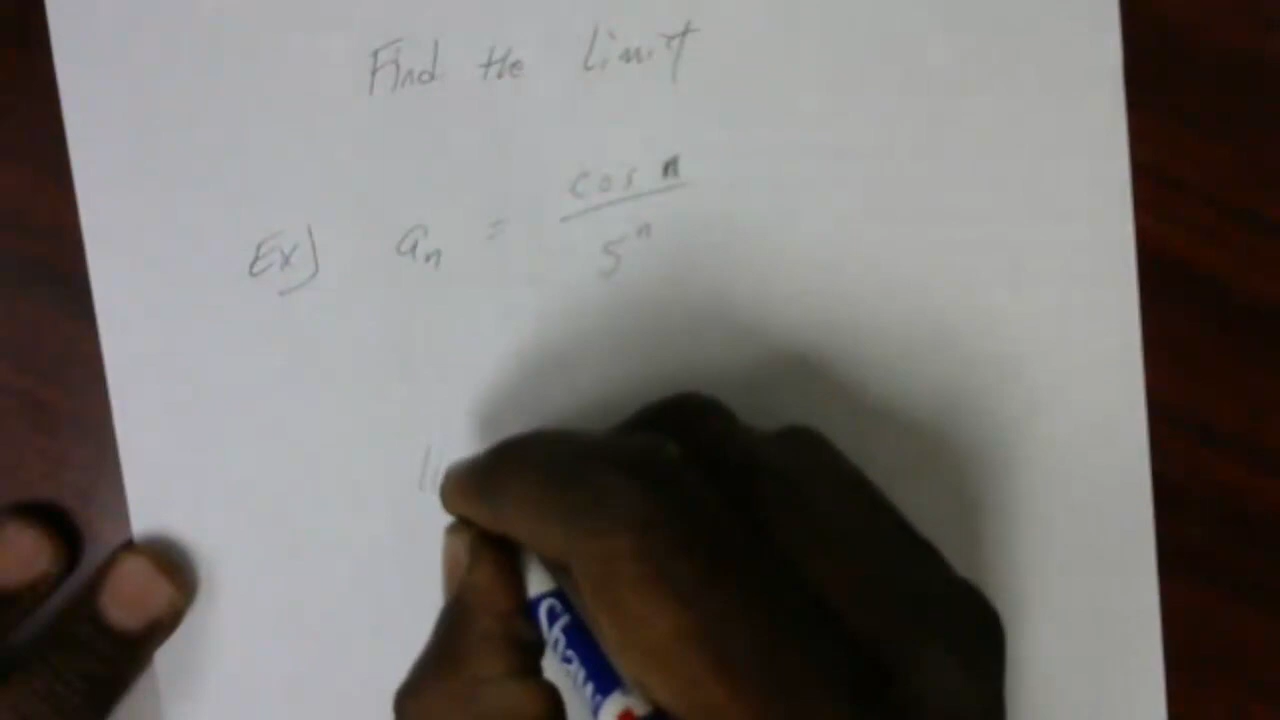 Find the limit
Ex) aₙ = cos n / 5ⁿ